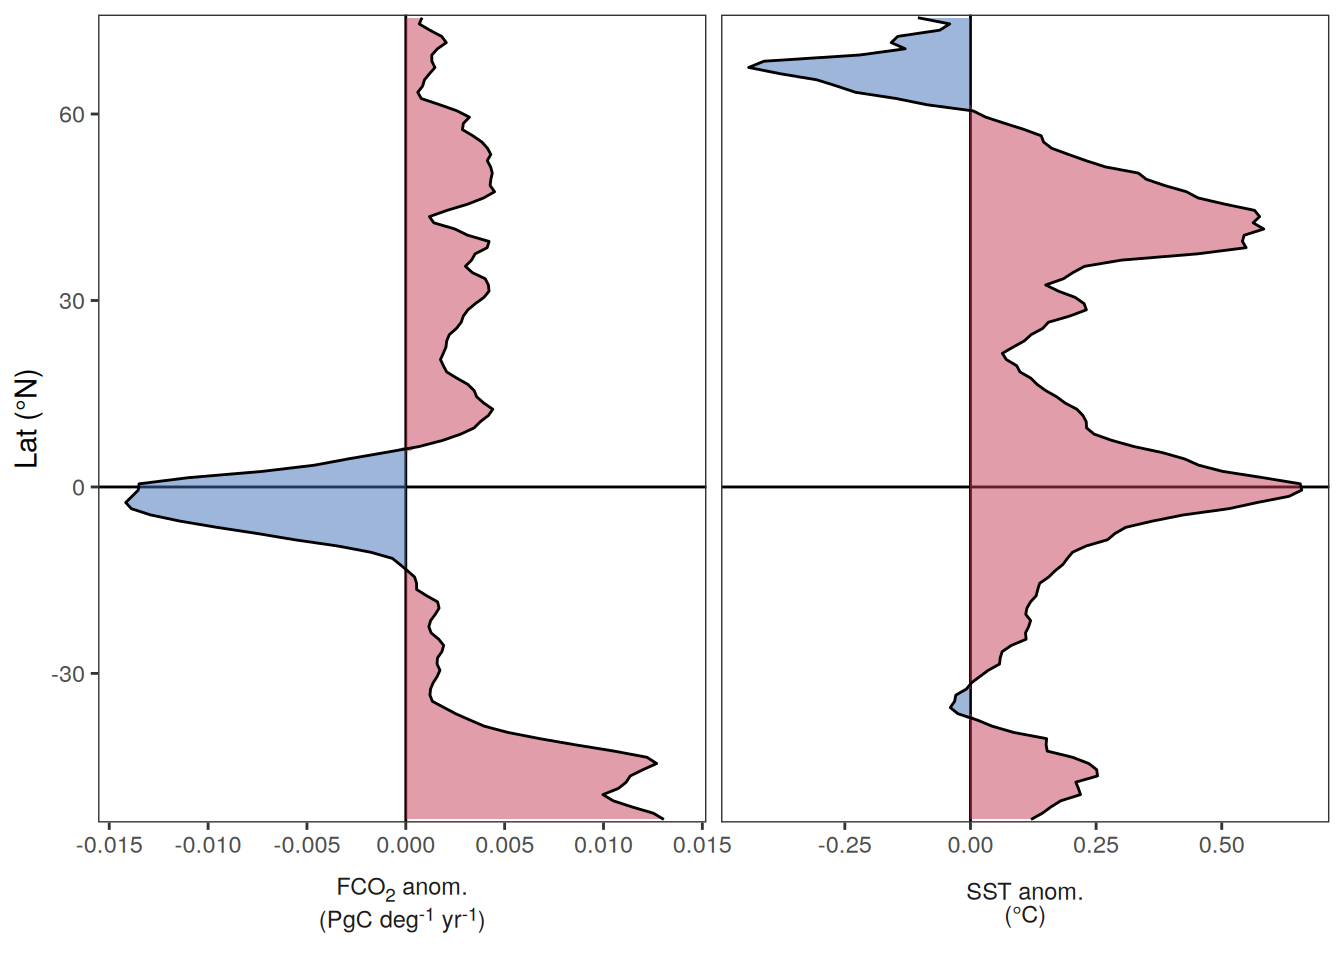 Lat (°N)
60
30
0
-30
-0.015 -0.010 -0.005 0.000 0.005 0.010 0.015
-0.25 0.00 0.25 0.50
FCO₂ anom.
(PgC deg⁻¹ yr⁻¹)
SST anom.
(°C)